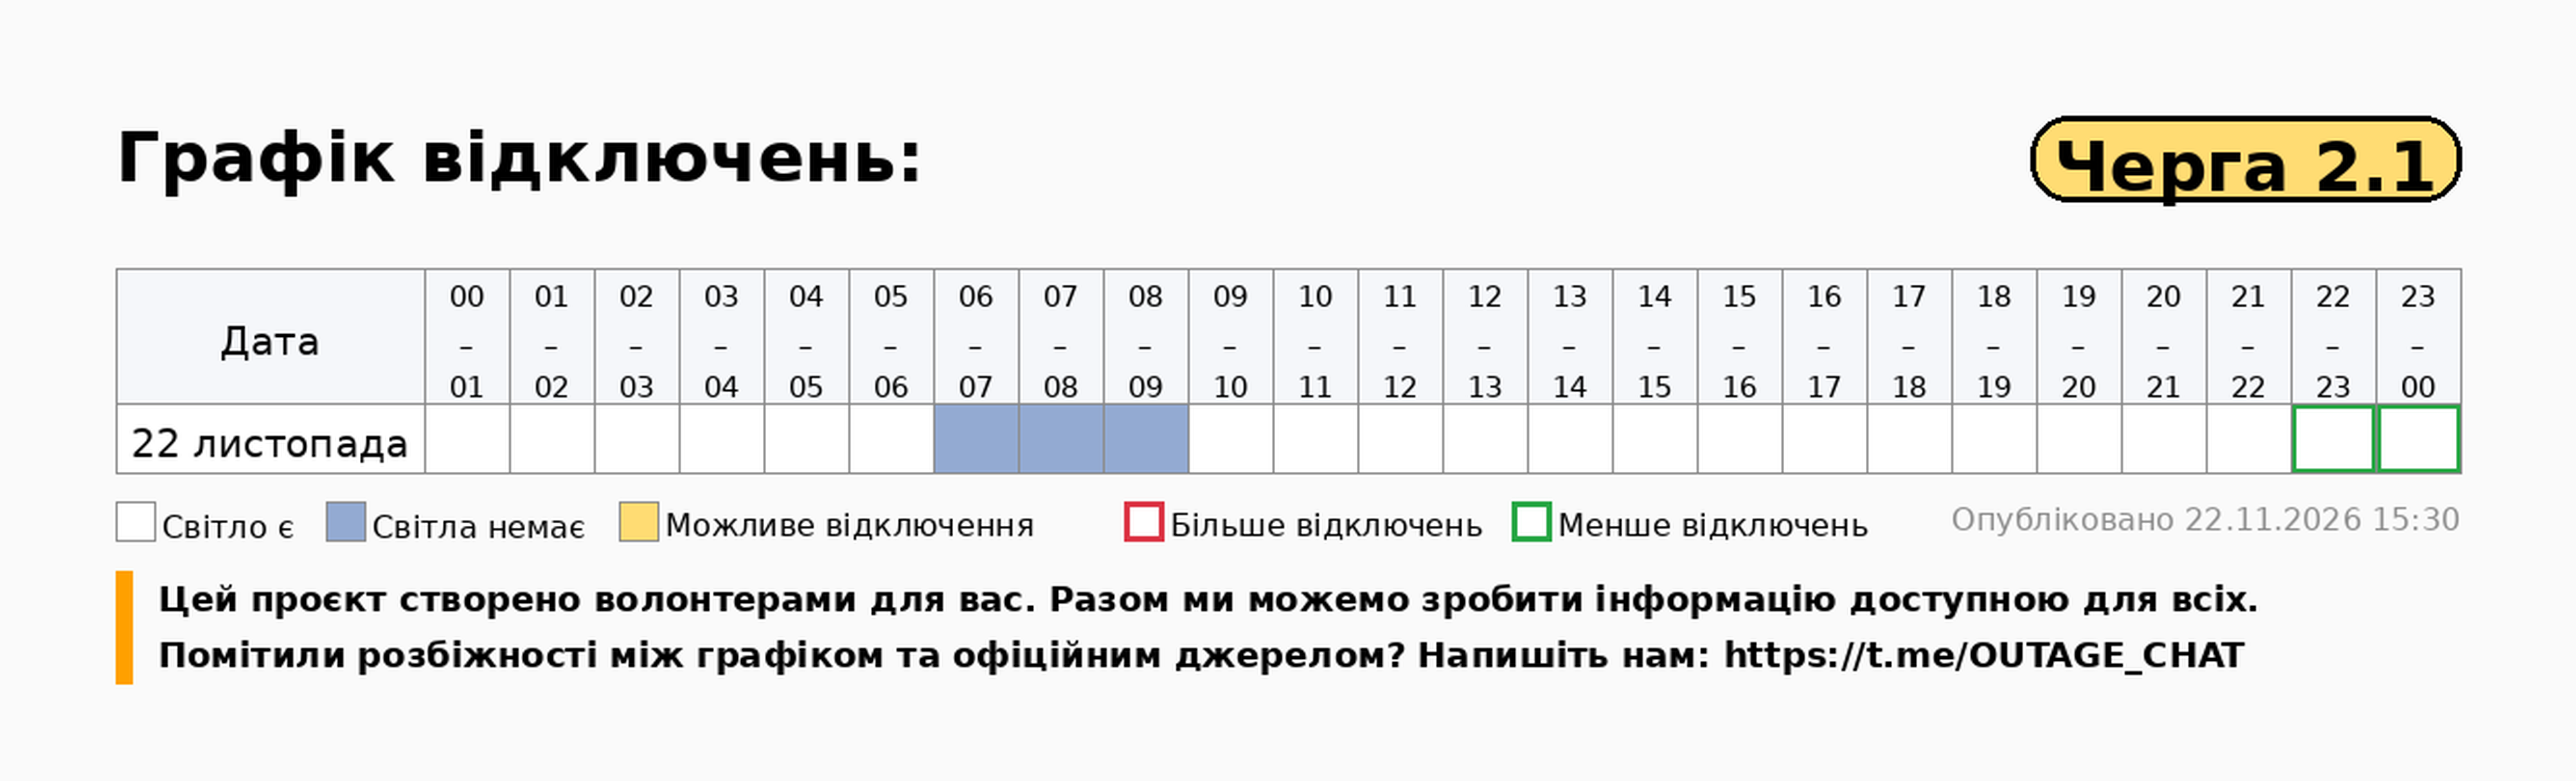 Графік відключень:
Черга 2.1
Дата
00 – 01
01 – 02
02 – 03
03 – 04
04 – 05
05 – 06
06 – 07
07 – 08
08 – 09
09 – 10
10 – 11
11 – 12
12 – 13
13 – 14
14 – 15
15 – 16
16 – 17
17 – 18
18 – 19
19 – 20
20 – 21
21 – 22
22 – 23
23 – 00
22 листопада
Світло є
Світла немає
Можливе відключення
Більше відключень
Менше відключень
Опубліковано 22.11.2026 15:30
Цей проєкт створено волонтерами для вас. Разом ми можемо зробити інформацію доступною для всіх.
Помітили розбіжності між графіком та офіційним джерелом? Напишіть нам: https://t.me/OUTAGE_CHAT